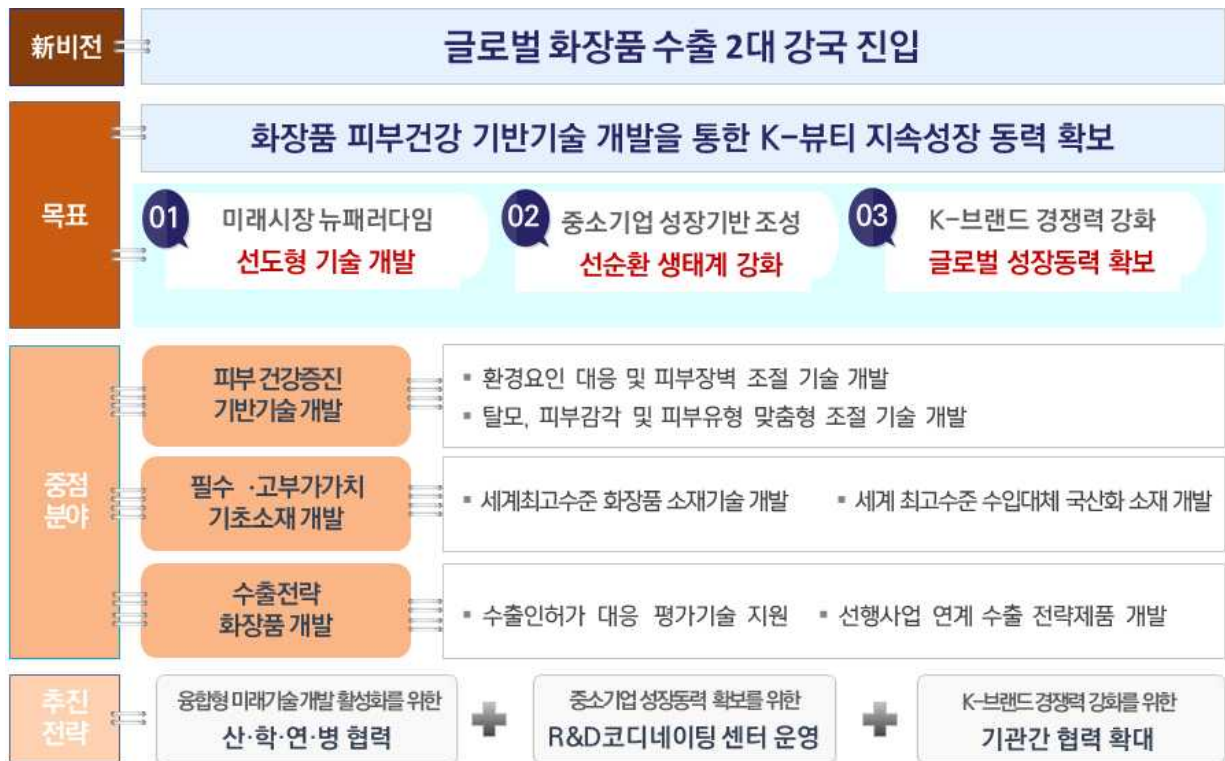 新비전
글로벌 화장품 수출 2대 강국 진입
목표
화장품 피부건강 기반기술 개발을 통한 K-뷰티 지속성장 동력 확보
01
미래시장 뉴패러다임
선도형 기술 개발
02
중소기업 성장기반 조성
선순환 생태계 강화
03
K-브랜드 경쟁력 강화
글로벌 성장동력 확보
중점
분야
피부 건강증진
기반기술 개발
▪ 환경요인 대응 및 피부장벽 조절 기술 개발
▪ 탈모, 피부감각 및 피부유형 맞춤형 조절 기술 개발
필수 ·고부가가치
기초소재 개발
▪ 세계최고수준 화장품 소재기술 개발 ▪ 세계 최고수준 수입대체 국산화 소재 개발
수출전략
화장품 개발
▪ 수출인허가 대응 평가기술 지원 ▪ 선행사업 연계 수출 전략제품 개발
추진
전략
융합형 미래기술 개발 활성화를 위한
산·학·연·병 협력
중소기업 성장동력 확보를 위한
R&D코디네이팅 센터 운영
K-브랜드 경쟁력 강화를 위한
기관간 협력 확대